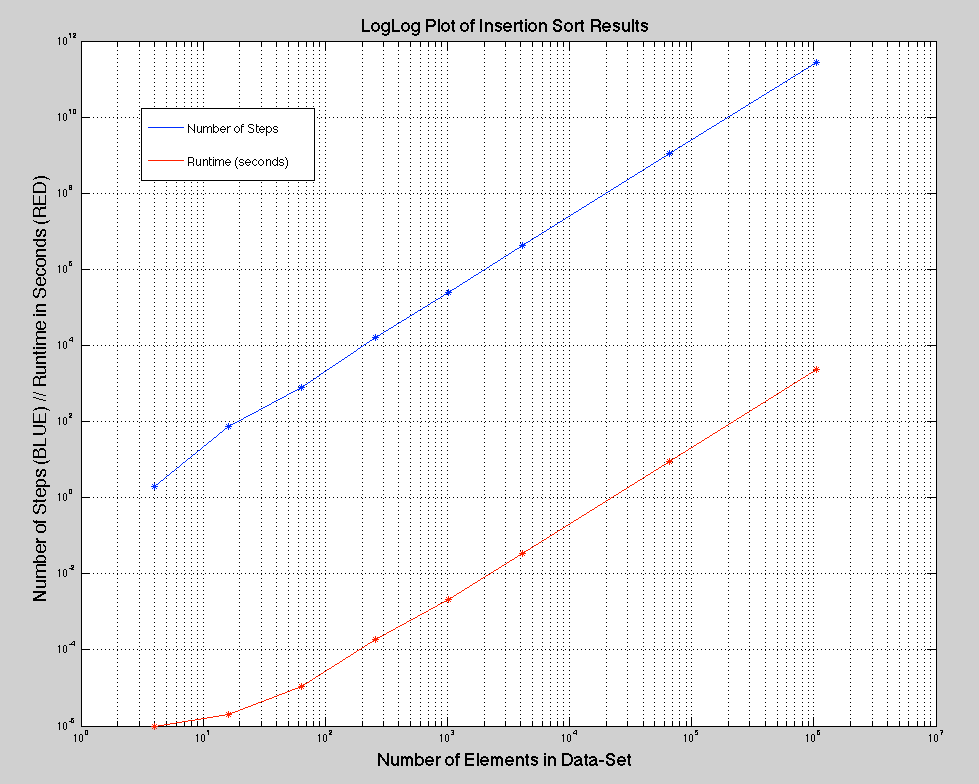 LogLog Plot of Insertion Sort Results
10^12
10^10
10^8
10^6
10^4
10^2
10^0
10^-2
10^-4
10^-6
Number of Steps
Runtime (seconds)
Number of Steps (BLUE) // Runtime in Seconds (RED)
10^0 10^1 10^2 10^3 10^4 10^5 10^6 10^7
Number of Elements in Data-Set